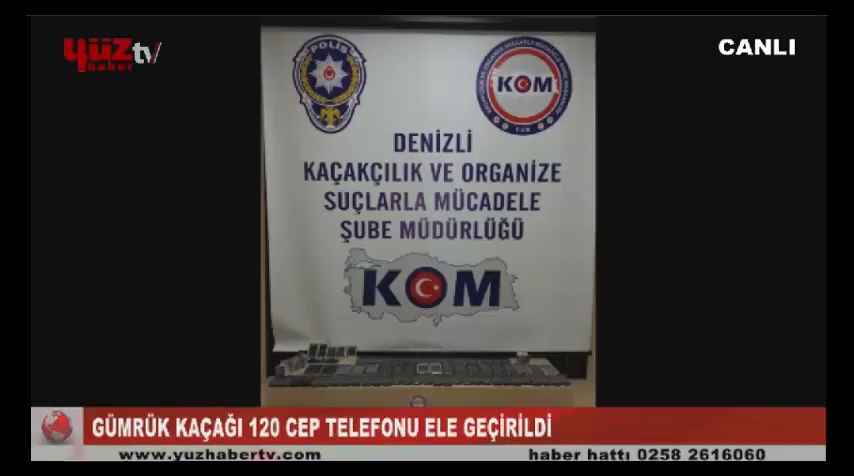 yüz tv
haber
CANLI
POLİS
KOM
EGM
DENİZLİ
KAÇAKÇILIK VE ORGANİZE
SUÇLARLA MÜCADELE
ŞUBE MÜDÜRLÜĞÜ
KOM
GÜMRÜK KAÇAĞI 120 CEP TELEFONU ELE GEÇİRİLDİ
www.yuzhabertv.com
haber hattı 0258 2616060